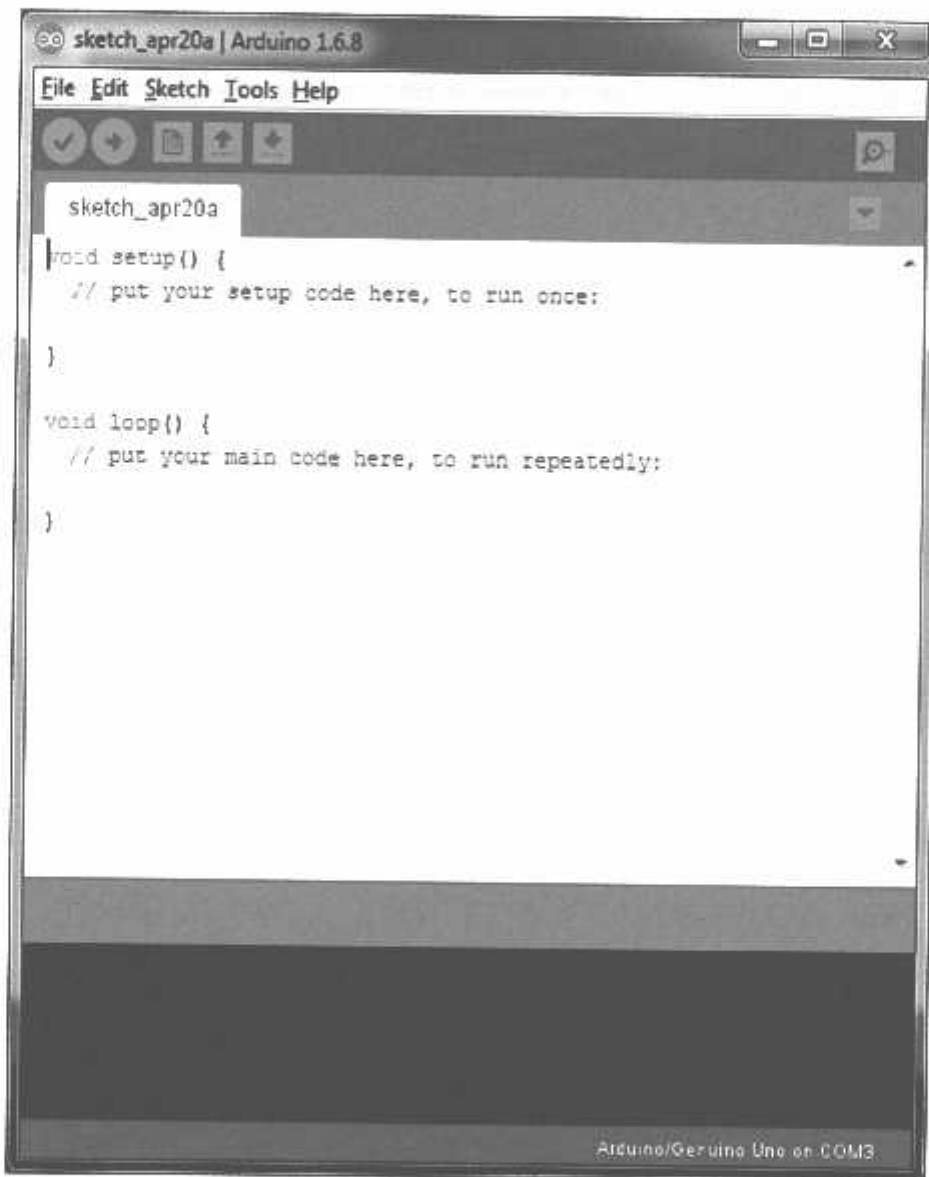 sketch_apr20a | Arduino 1.6.8
File Edit Sketch Tools Help
sketch_apr20a
void setup() {
  // put your setup code here, to run once:
}
void loop() {
  // put your main code here, to run repeatedly:
}
Arduino/Genuino Uno on COM3